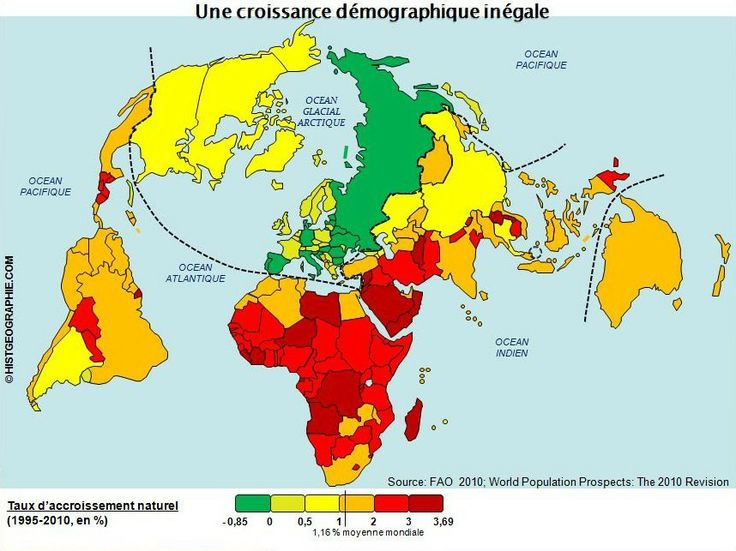 Une croissance démographique inégale
OCEAN
PACIFIQUE
OCEAN
GLACIAL
ARCTIQUE
OCEAN
PACIFIQUE
OCEAN
ATLANTIQUE
OCEAN
INDIEN
©HISTGEOGRAPHIE.COM
Source: FAO 2010; World Population Prospects: The 2010 Revision
Taux d'accroissement naturel
(1995-2010, en %)
-0,85 0 0,5 1 2 3 3,69
1,16 % moyenne mondiale